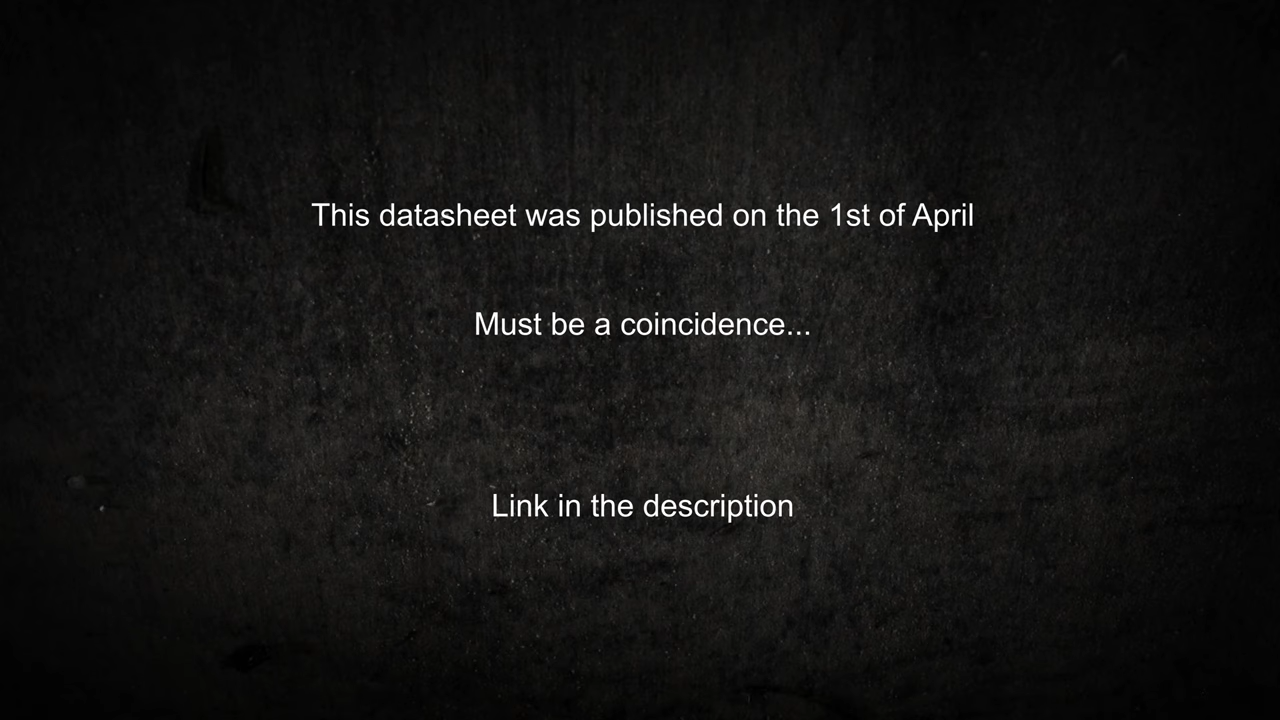 This datasheet was published on the 1st of April
Must be a coincidence...
Link in the description